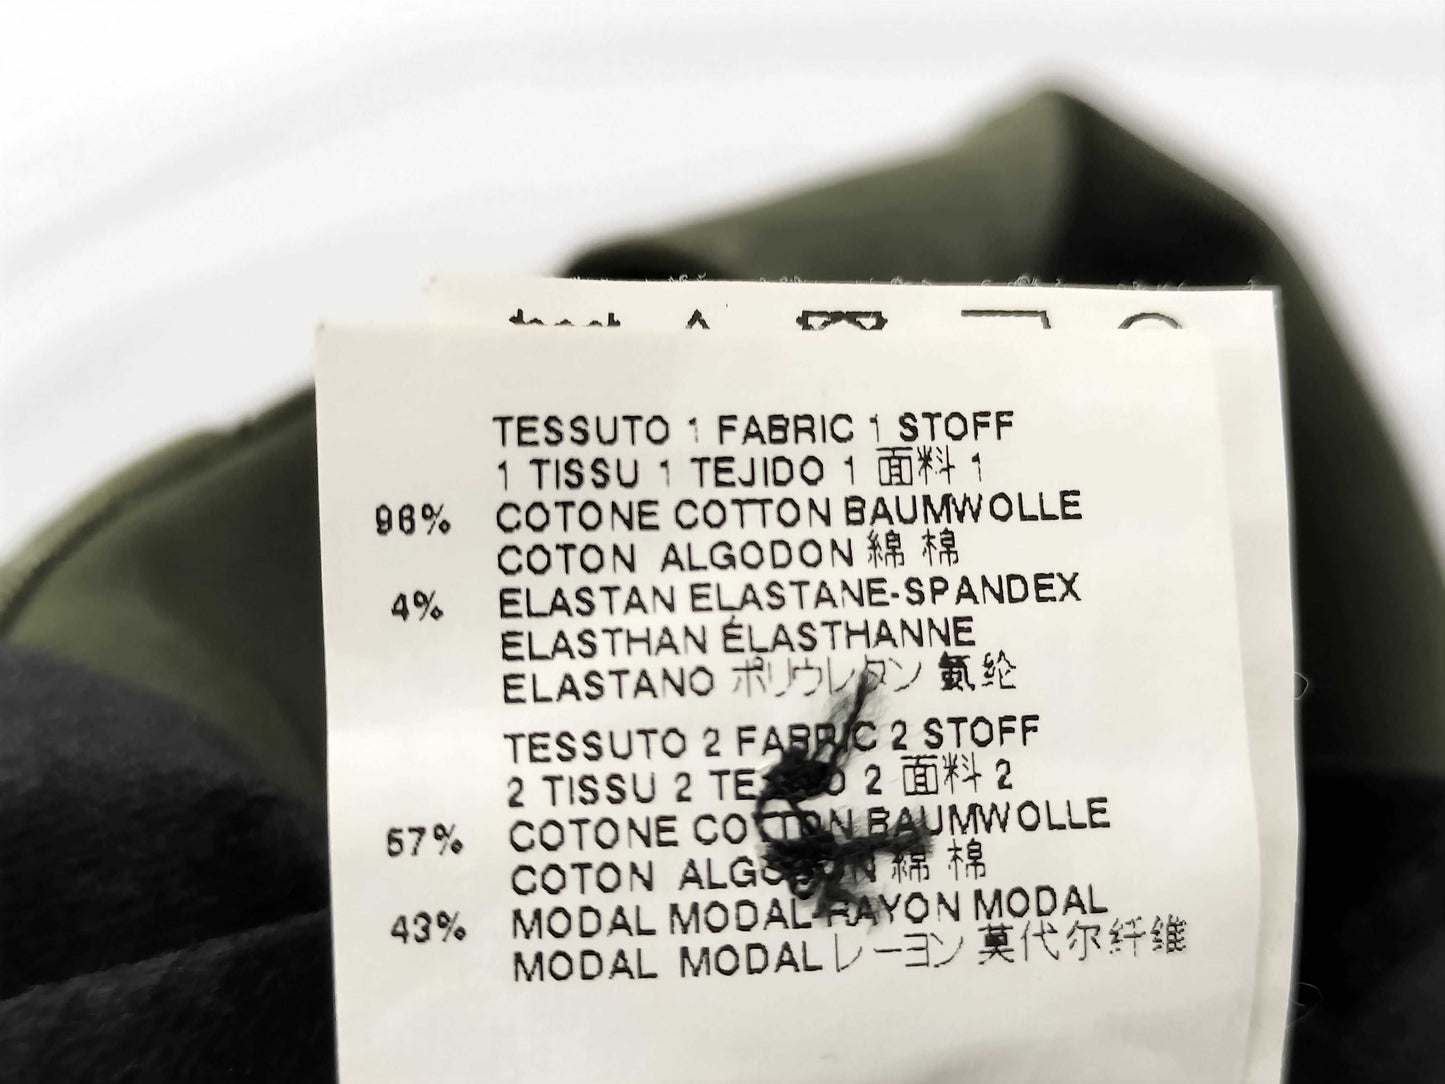 TESSUTO 1 FABRIC 1 STOFF
1 TISSU 1 TEJIDO 1 面料 1
96% COTONE COTTON BAUMWOLLE
COTON ALGODON 綿 棉
4% ELASTAN ELASTANE-SPANDEX
ELASTHAN ÉLASTHANNE
ELASTANO ポリウレタン 氨纶
TESSUTO 2 FABRIC 2 STOFF
2 TISSU 2 2 面料 2
57% COTONE COTTON BAUMWOLLE
COTON ALGODON 綿 棉
43% MODAL MODAL-RAYON MODAL
MODAL MODAL レーヨン 莫代尔纤维